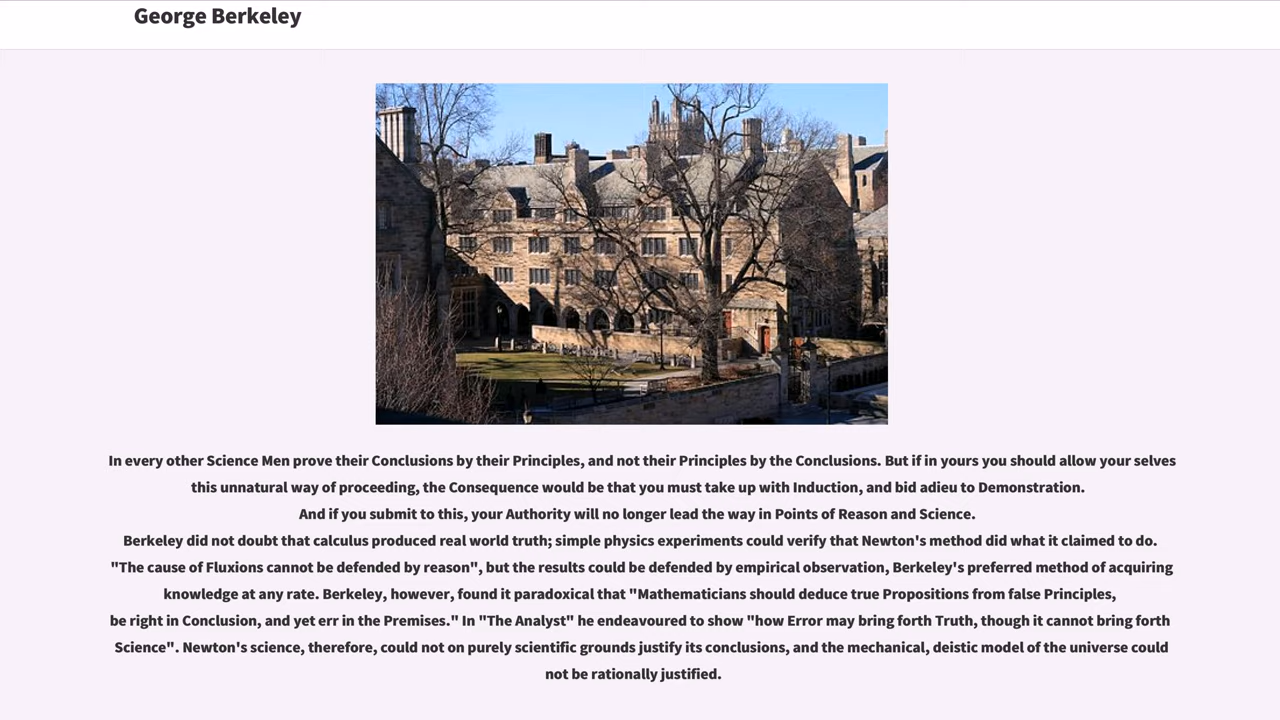 George Berkeley
In every other Science Men prove their Conclusions by their Principles, and not their Principles by the Conclusions. But if in yours you should allow your selves
this unnatural way of proceeding, the Consequence would be that you must take up with Induction, and bid adieu to Demonstration.
And if you submit to this, your Authority will no longer lead the way in Points of Reason and Science.
Berkeley did not doubt that calculus produced real world truth; simple physics experiments could verify that Newton's method did what it claimed to do.
"The cause of Fluxions cannot be defended by reason", but the results could be defended by empirical observation, Berkeley's preferred method of acquiring
knowledge at any rate. Berkeley, however, found it paradoxical that "Mathematicians should deduce true Propositions from false Principles,
be right in Conclusion, and yet err in the Premises." In "The Analyst" he endeavoured to show "how Error may bring forth Truth, though it cannot bring forth
Science". Newton's science, therefore, could not on purely scientific grounds justify its conclusions, and the mechanical, deistic model of the universe could
not be rationally justified.